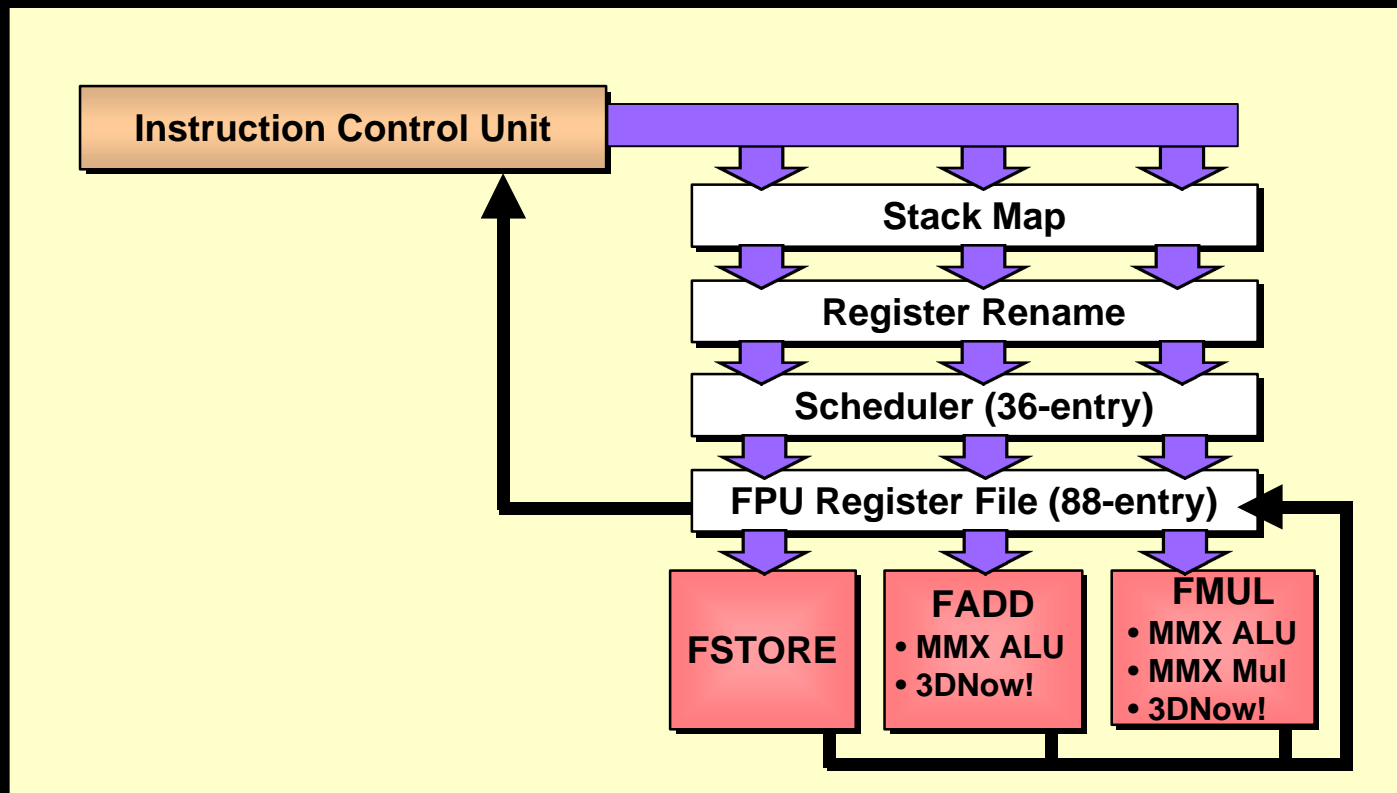 Instruction Control Unit
Stack Map
Register Rename
Scheduler (36-entry)
FPU Register File (88-entry)
FSTORE
FADD
• MMX ALU
• 3DNow!
FMUL
• MMX ALU
• MMX Mul
• 3DNow!